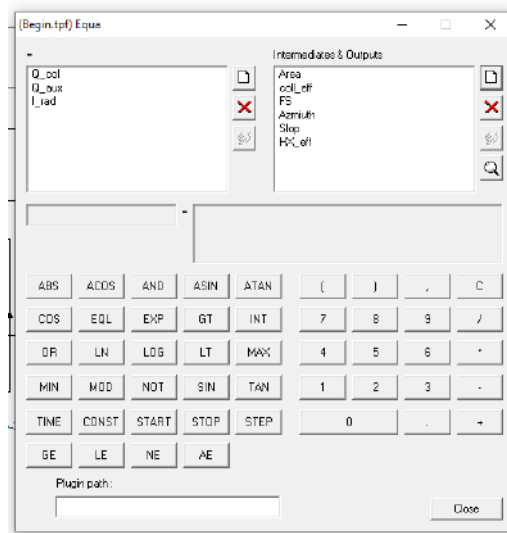 (Begin.tpf) Equa
-
Intermediates & Outputs
Q_col
Q_aux
I_rad
Area
coll_eff
FS
Azmiuth
Slop
HX_eff
=
ABS ACOS AND ASIN ATAN ( ) , C
COS EQL EXP GT INT 7 8 9 /
OR LN LOG LT MAX 4 5 6 *
MIN MOD NOT SIN TAN 1 2 3 -
TIME CONST START STOP STEP 0 . +
GE LE NE AE
Plugin path:
Close